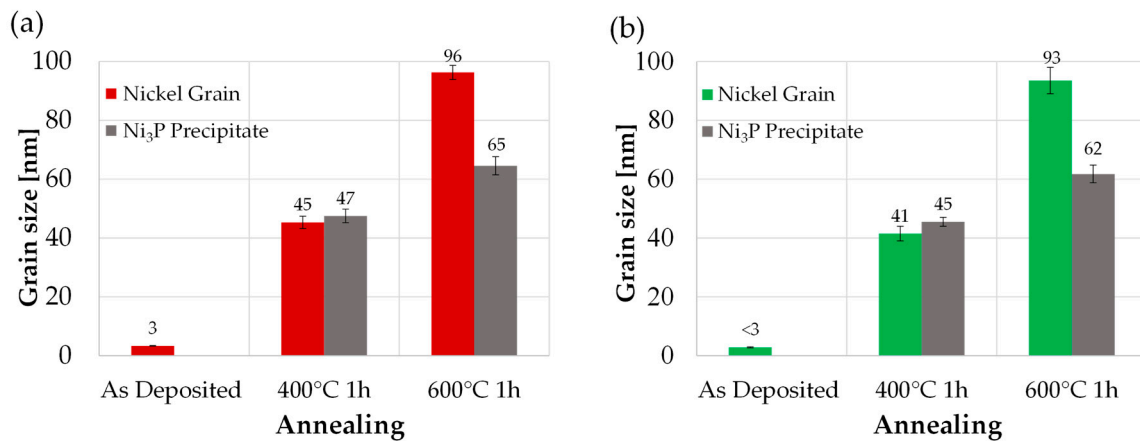 (a)
Grain size [nm]
100
80
60
40
20
0
Nickel Grain
Ni₃P Precipitate
3
45
47
96
65
As Deposited
400°C 1h
600°C 1h
Annealing
(b)
Grain size [nm]
100
80
60
40
20
0
Nickel Grain
Ni₃P Precipitate
<3
41
45
93
62
As Deposited
400°C 1h
600°C 1h
Annealing